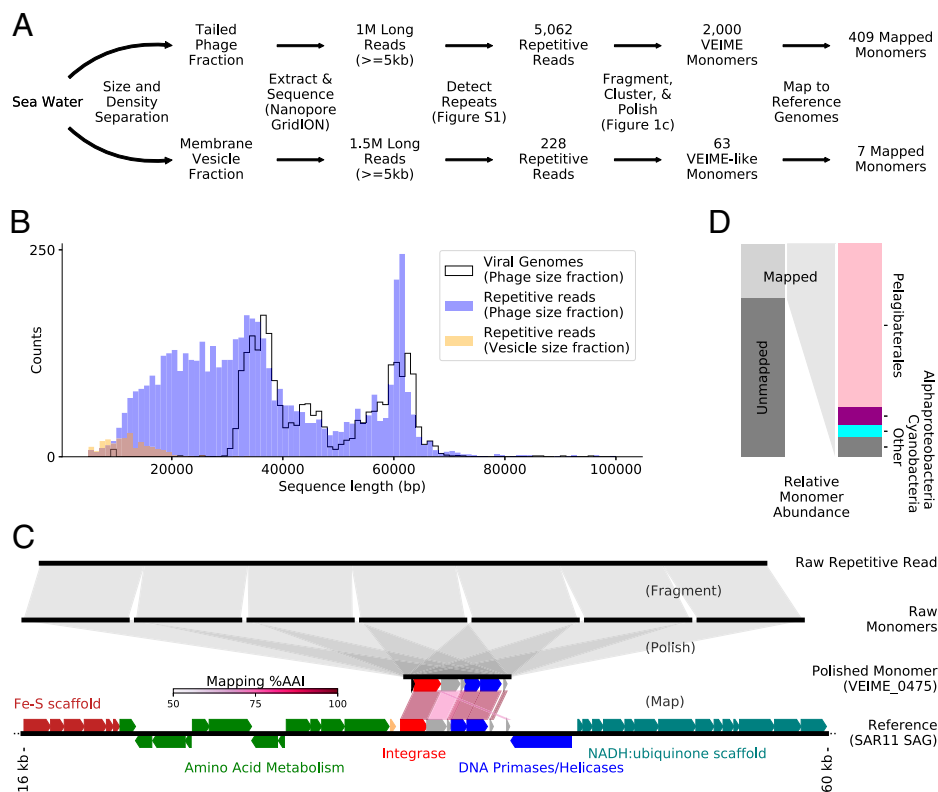 A
Sea Water
Size and
Density
Separation
Tailed
Phage
Fraction
Membrane
Vesicle
Fraction
Extract &
Sequence
(Nanopore
GridION)
1M Long
Reads
(>=5kb)
1.5M Long
Reads
(>=5kb)
Detect
Repeats
(Figure S1)
5,062
Repetitive
Reads
228
Repetitive
Reads
Fragment,
Cluster, &
Polish
(Figure 1c)
2,000
VEIME
Monomers
63
VEIME-like
Monomers
Map to
Reference
Genomes
409 Mapped
Monomers
7 Mapped
Monomers
B
250
0
Counts
20000
40000
60000
80000
100000
Sequence length (bp)
Viral Genomes
(Phage size fraction)
Repetitive reads
(Phage size fraction)
Repetitive reads
(Vesicle size fraction)
D
Mapped
Unmapped
Pelagibaterales
Alphaproteobacteria
Cyanobacteria
Other
Relative
Monomer
Abundance
C
Raw Repetitive Read
(Fragment)
Raw
Monomers
(Polish)
Polished Monomer
(VEIME_0475)
Mapping %AAI
50
75
100
(Map)
Fe-S scaffold
Reference
(SAR11 SAG)
Amino Acid Metabolism
Integrase
DNA Primases/Helicases
NADH:ubiquinone scaffold
16 kb
60 kb